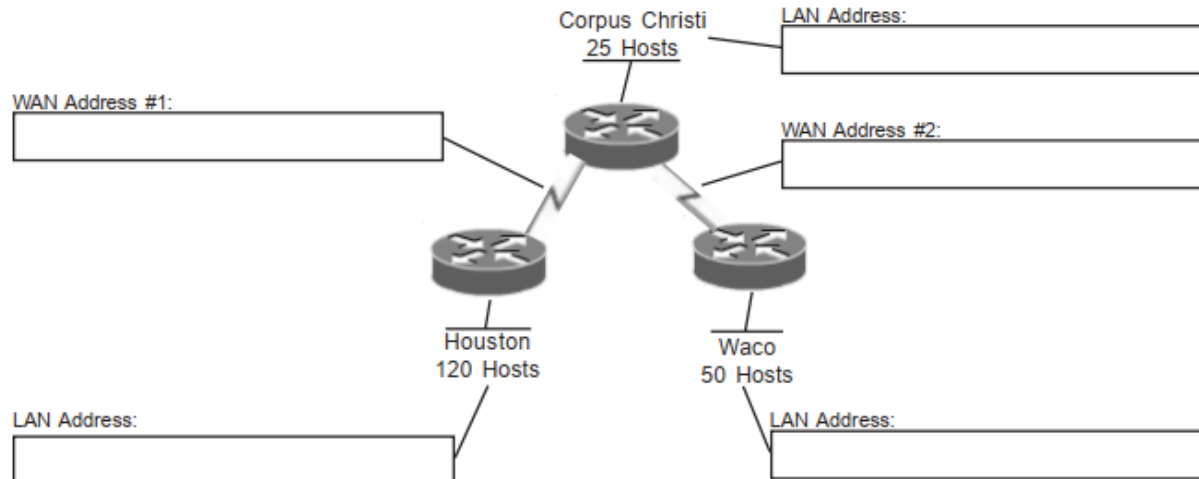 Corpus Christi
25 Hosts
LAN Address:
WAN Address #1:
WAN Address #2:
Houston
120 Hosts
Waco
50 Hosts
LAN Address:
LAN Address: